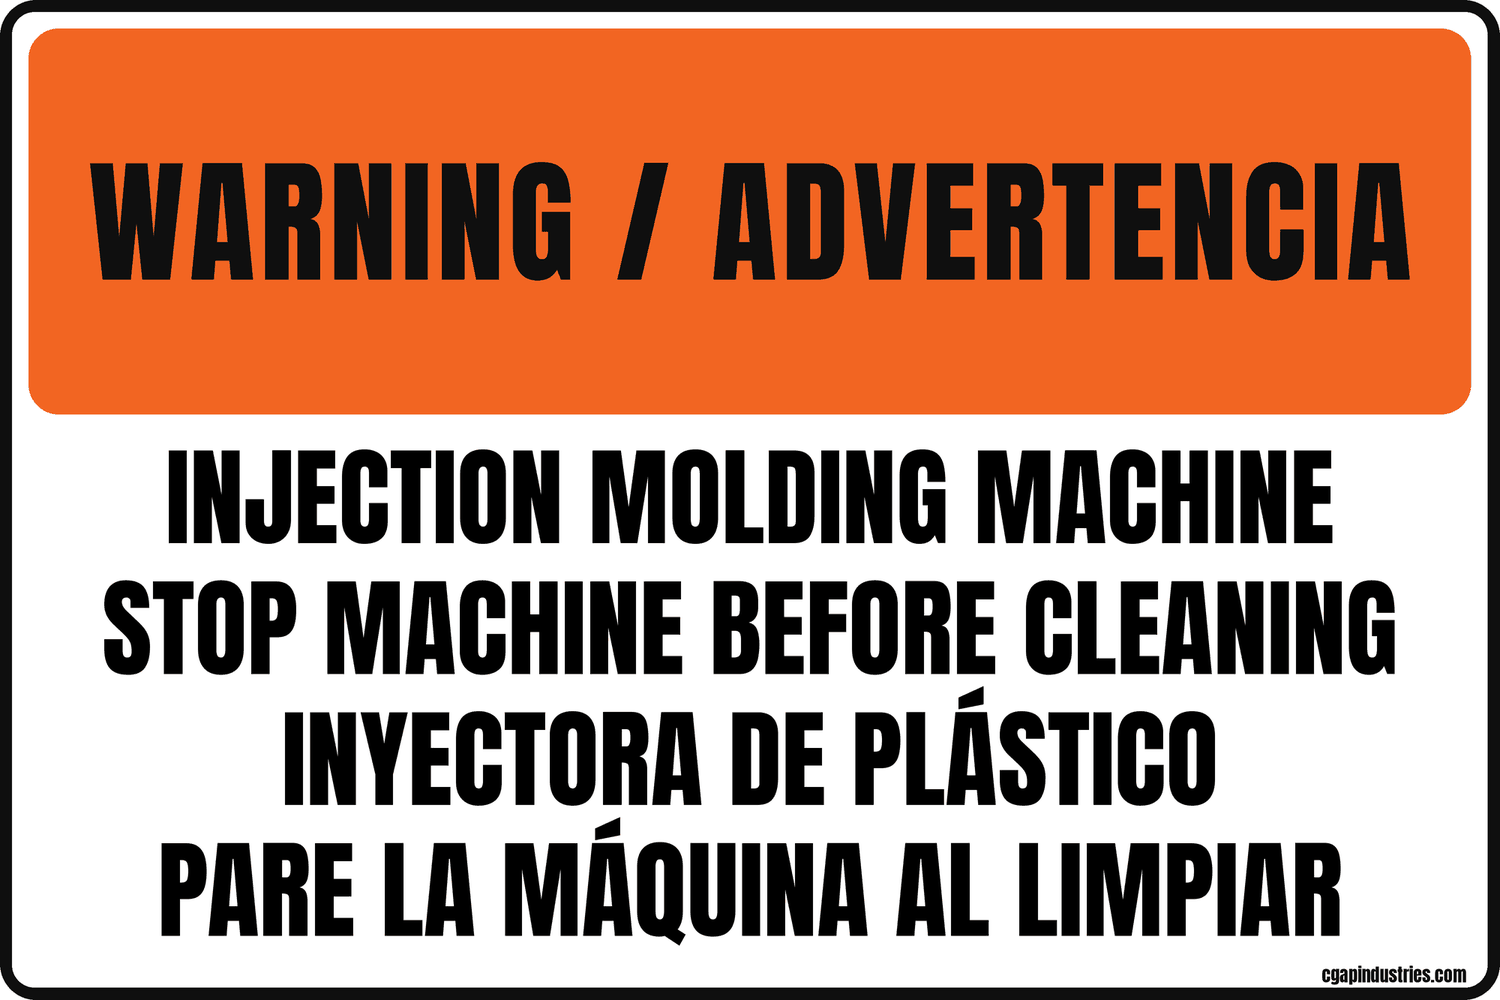 WARNING / ADVERTENCIA
INJECTION MOLDING MACHINE
STOP MACHINE BEFORE CLEANING
INYECTORA DE PLÁSTICO
PARE LA MÁQUINA AL LIMPIAR
cgapindustries.com